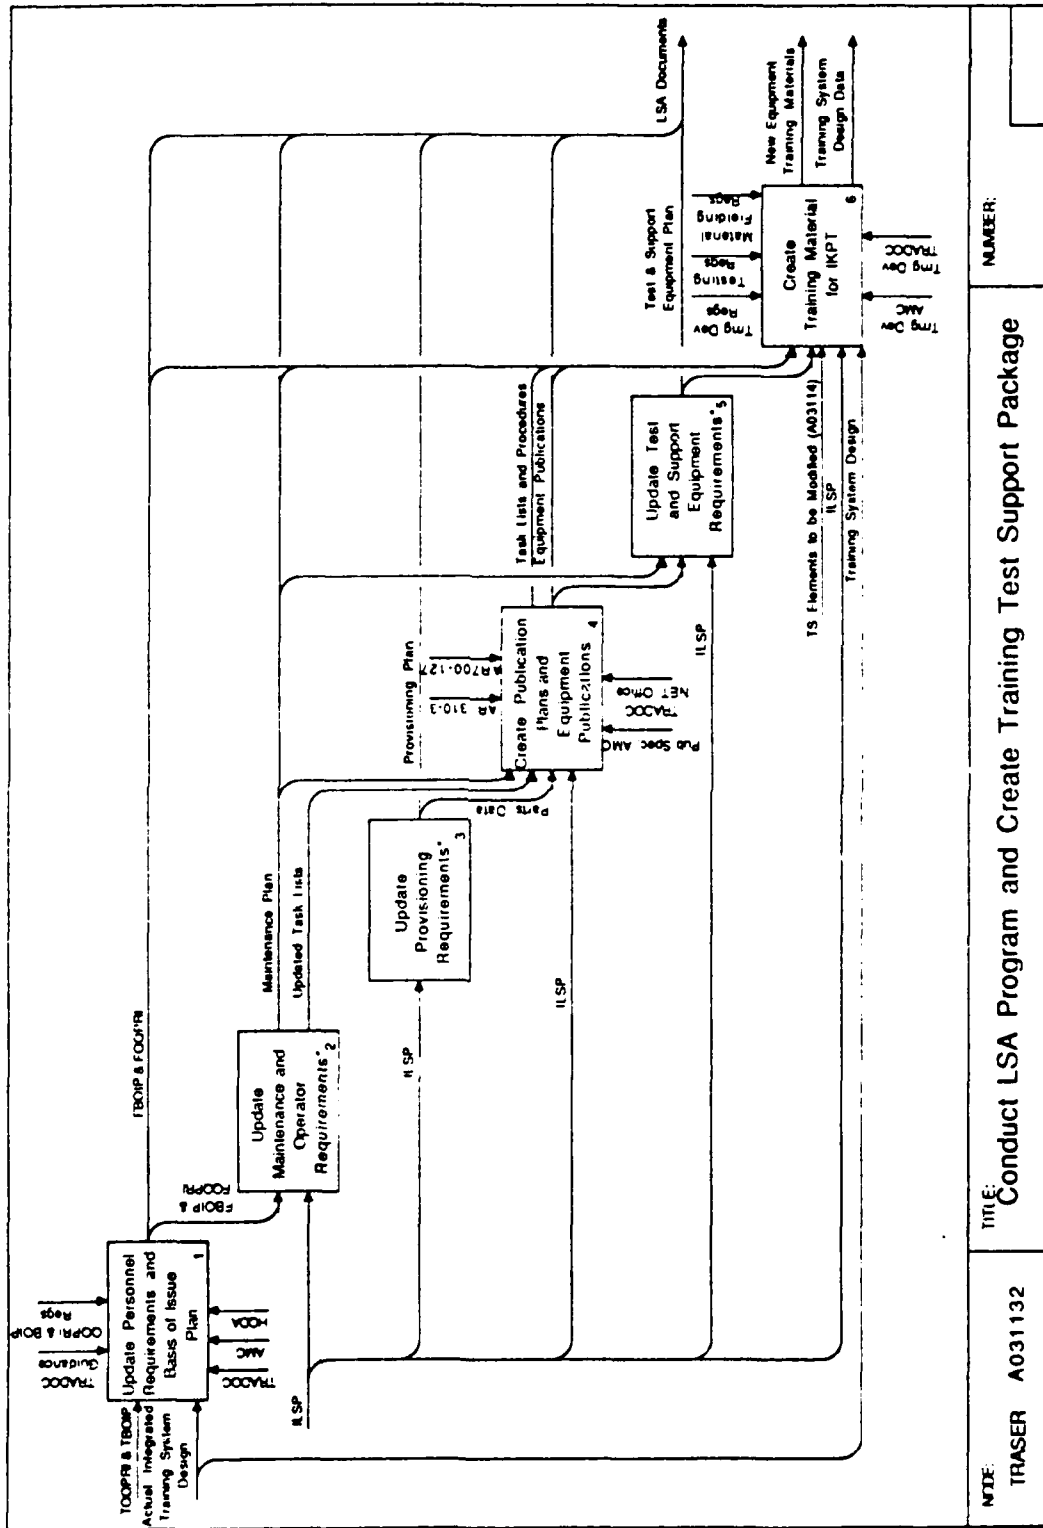 TRADOC
Guidance
QOPRI & BOIP
Regs
TQOPRI & TBOIP
Actual Integrated
Training System
Design
Update Personnel
Requirements and
Basis of Issue
Plan
1
TRADOC
AMC
FBOIP & FQOPRI
FBOIP &
FQOPRI
ILSP
Update
Maintenance and
Operator
Requirements*
2
Maintenance Plan
Updated Task Lists
ILSP
Update
Provisioning
Requirements*
3
Provisioning Plan
Parts Data
AR 310-3
AR700-127
ILSP
Create Publication
Plans and
Equipment
Publications
4
Pub Spec AMC
TRADOC
NET Office
Task Lists and Procedures
Equipment Publications
ILSP
Update Test
and Support
Equipment
Requirements*
5
Test & Support
Equipment Plan
LSA Documents
TS Elements to be Modified (A03114)
ILSP
Training System Design
Trng Dev
Regs
Testing
Regs
Material
Fielding
Regs
Create
Training Material
for IKPT
6
Trng Dev
AMC
Trng Dev
TRADOC
New Equipment
Training Materials
Training System
Design Data
NODE:
TRASER A031132
TITLE:
Conduct LSA Program and Create Training Test Support Package
NUMBER: